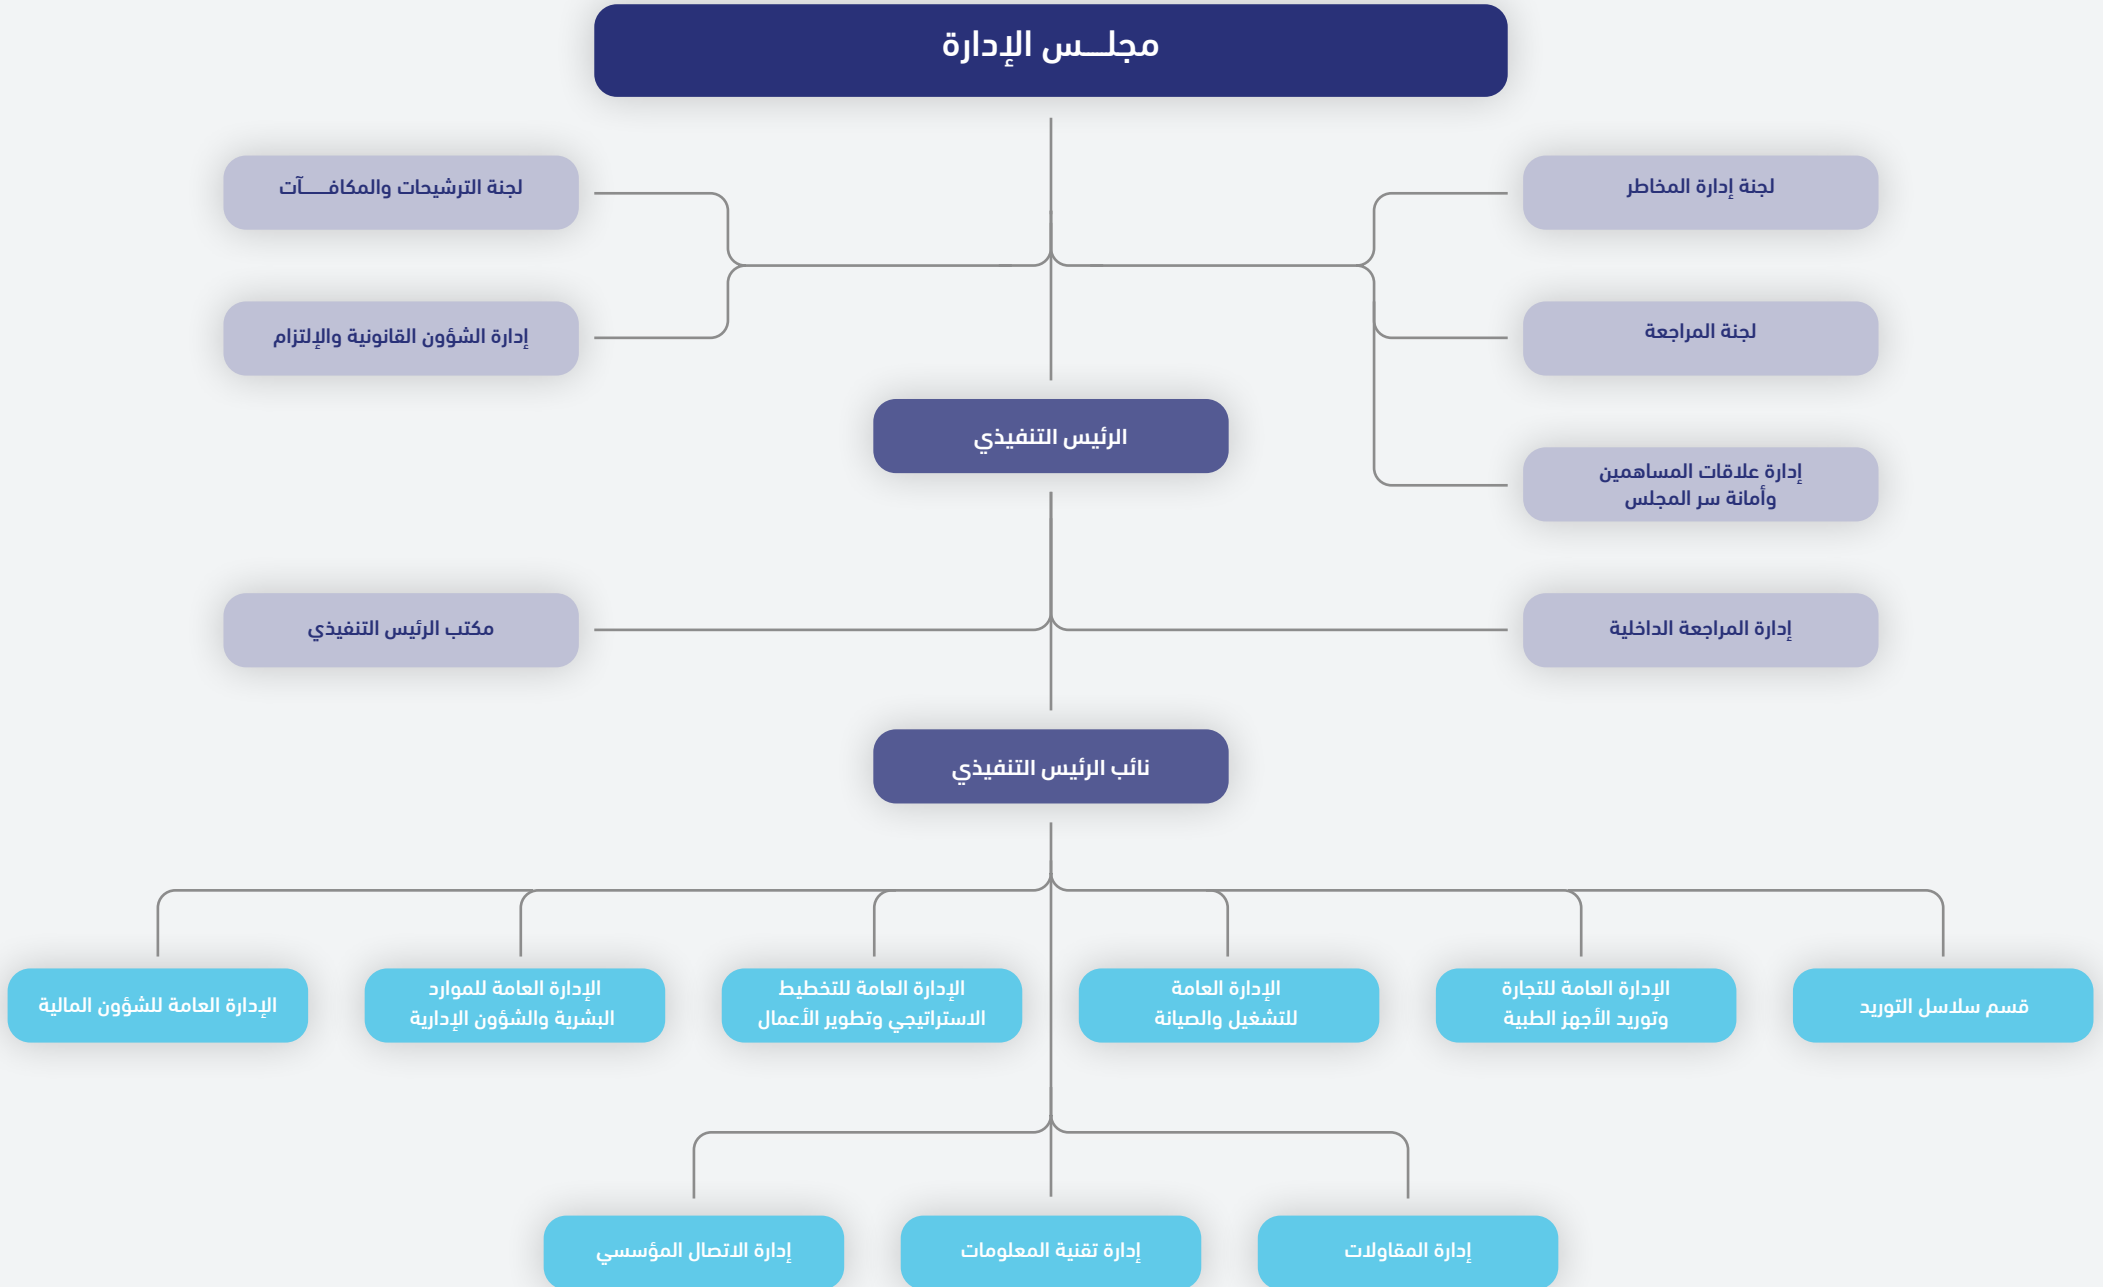 مجلـــس الإدارة
لجنة إدارة المخاطر
لجنة الترشيحات والمكافـــــآت
لجنة المراجعة
إدارة الشؤون القانونية والإلتزام
الرئيس التنفيذي
إدارة علاقات المساهمين
وأمانة سر المجلس
إدارة المراجعة الداخلية
مكتب الرئيس التنفيذي
نائب الرئيس التنفيذي
قسم سلاسل التوريد
الإدارة العامة للتجارة
وتوريد الأجهز الطبية
الإدارة العامة
للتشغيل والصيانة
الإدارة العامة للتخطيط
الاستراتيجي وتطوير الأعمال
الإدارة العامة للموارد
البشرية والشؤون الإدارية
الإدارة العامة للشؤون المالية
إدارة المقاولات
إدارة تقنية المعلومات
إدارة الاتصال المؤسسي